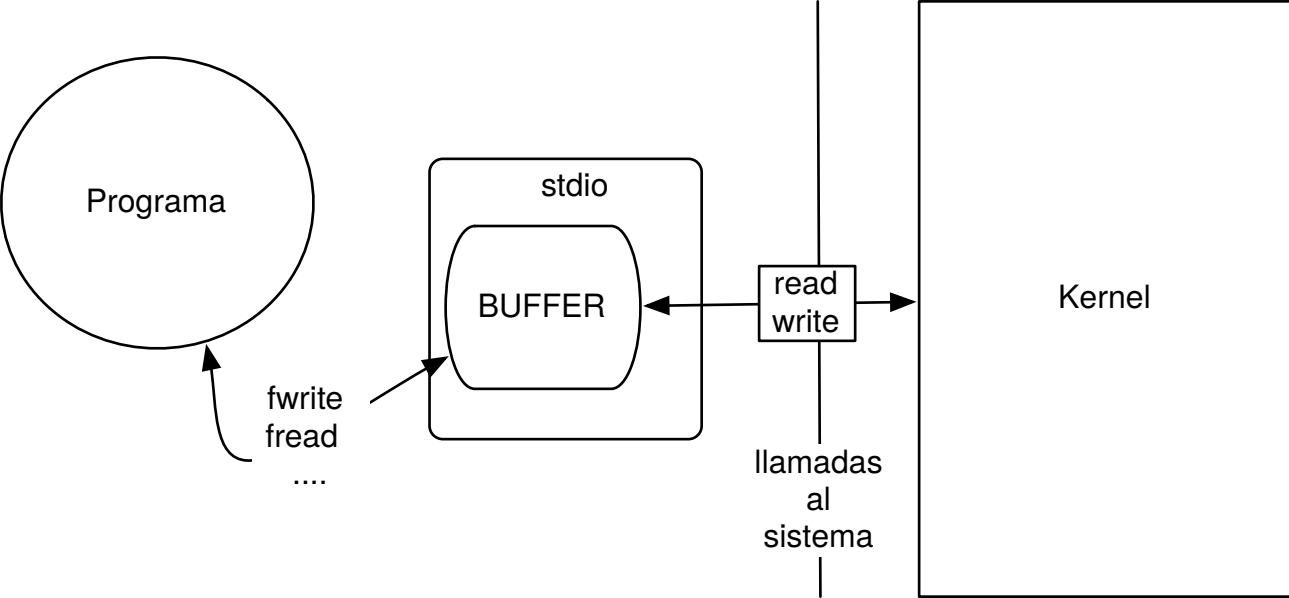 Programa
fwrite
fread
....
stdio
BUFFER
read
write
llamadas
al
sistema
Kernel